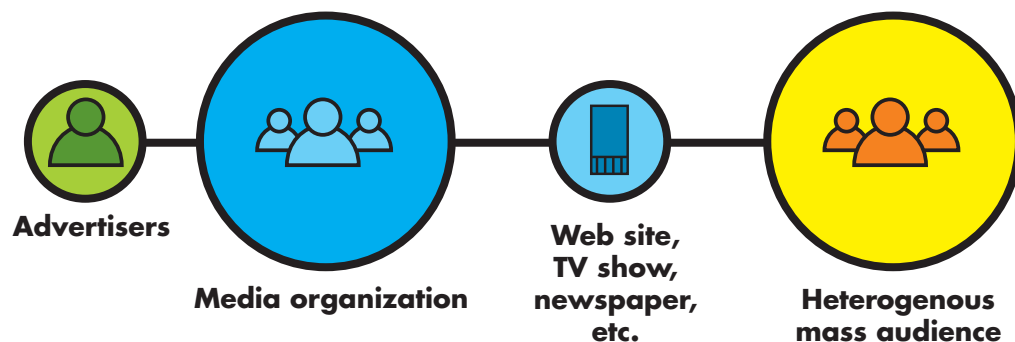 Advertisers
Media organization
Web site,
TV show,
newspaper,
etc.
Heterogenous
mass audience